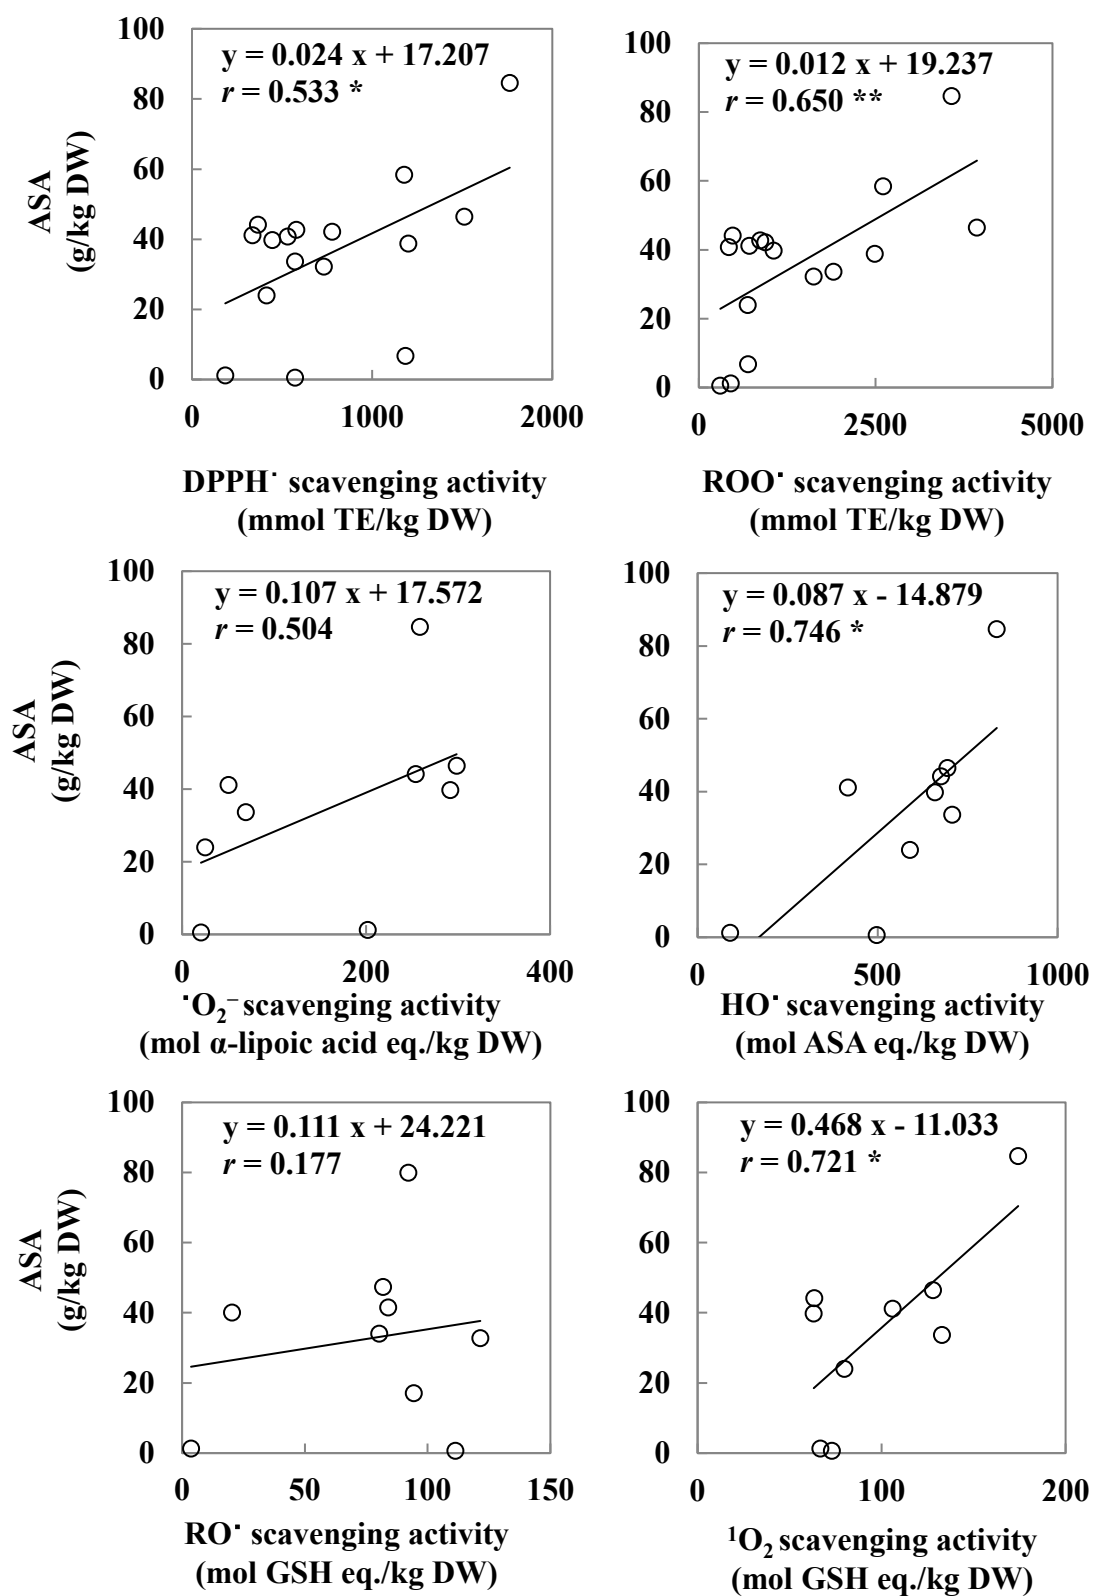 y = 0.024 x + 17.207
r = 0.533 *
ASA
(g/kg DW)
100
80
60
40
20
0
0 1000 2000
DPPH˙ scavenging activity
(mmol TE/kg DW)
y = 0.012 x + 19.237
r = 0.650 **
100
80
60
40
20
0
0 2500 5000
ROO˙ scavenging activity
(mmol TE/kg DW)
y = 0.107 x + 17.572
r = 0.504
ASA
(g/kg DW)
100
80
60
40
20
0
0 200 400
˙O₂⁻ scavenging activity
(mol α-lipoic acid eq./kg DW)
y = 0.087 x - 14.879
r = 0.746 *
100
80
60
40
20
0
0 500 1000
HO˙ scavenging activity
(mol ASA eq./kg DW)
y = 0.111 x + 24.221
r = 0.177
ASA
(g/kg DW)
100
80
60
40
20
0
0 50 100 150
RO˙ scavenging activity
(mol GSH eq./kg DW)
y = 0.468 x - 11.033
r = 0.721 *
100
80
60
40
20
0
0 100 200
¹O₂ scavenging activity
(mol GSH eq./kg DW)